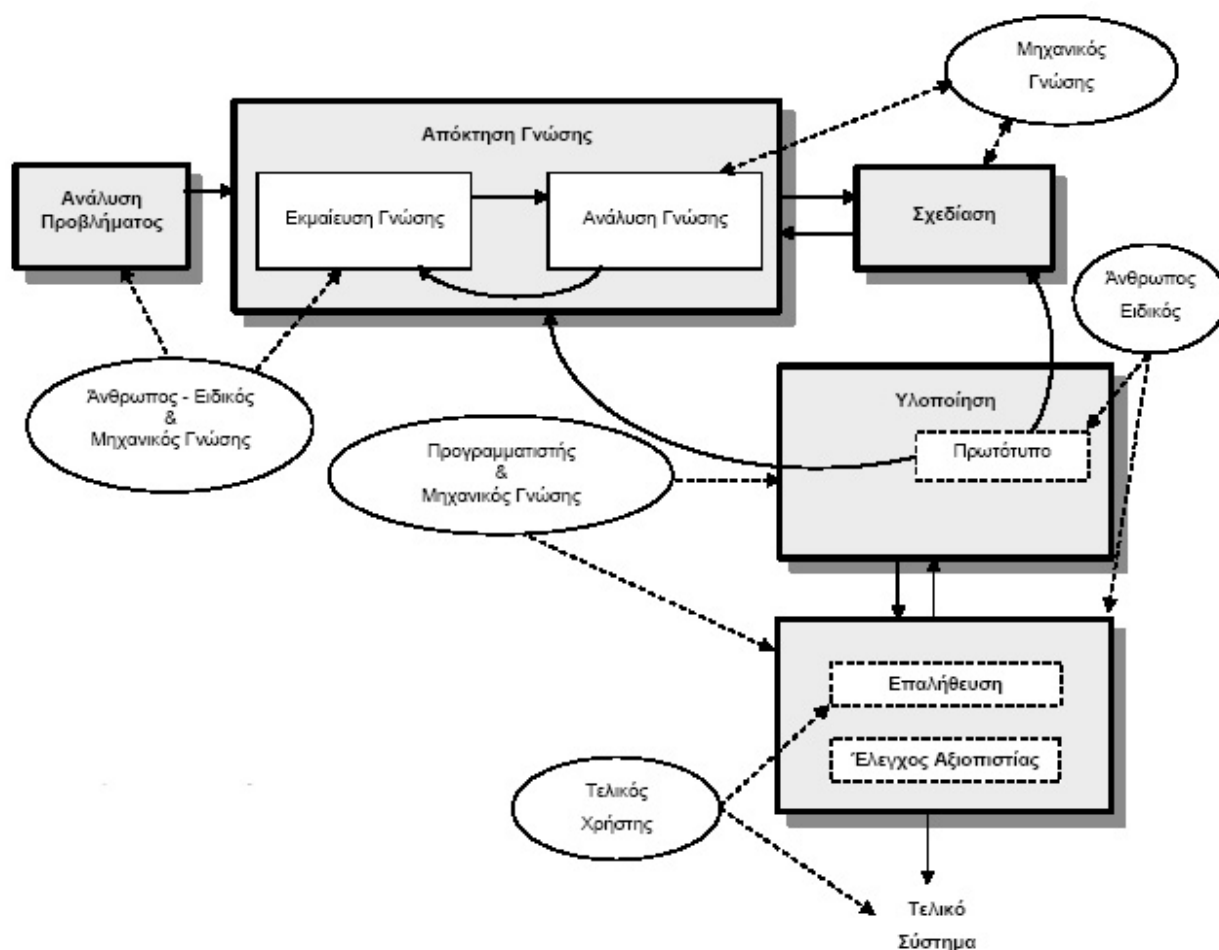 Μηχανικός
Γνώσης
Απόκτηση Γνώσης
Ανάλυση
Προβλήματος
Εκμαίευση Γνώσης
Ανάλυση Γνώσης
Σχεδίαση
Άνθρωπος
Ειδικός
Άνθρωπος - Ειδικός
&
Μηχανικός Γνώσης
Υλοποίηση
Πρωτότυπο
Προγραμματιστής
&
Μηχανικός Γνώσης
Επαλήθευση
Έλεγχος Αξιοπιστίας
Τελικός
Χρήστης
Τελικό
Σύστημα